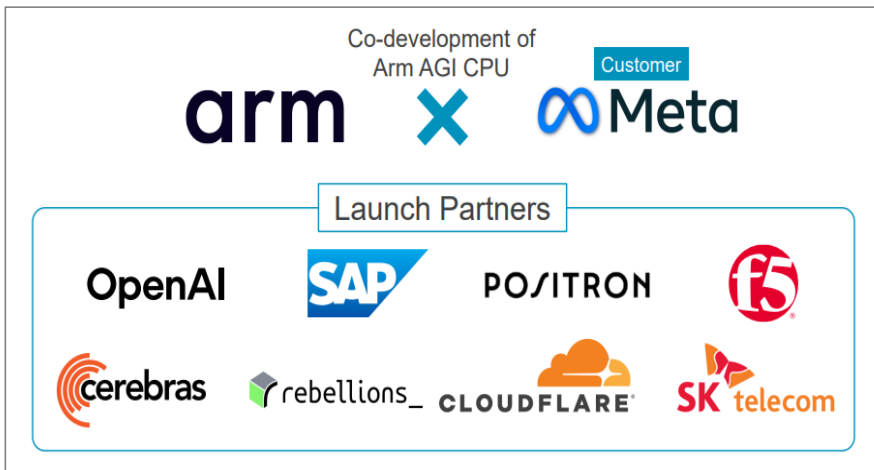 Co-development of
Arm AGI CPU
Customer
arm
Meta
Launch Partners
OpenAI
SAP
POSITRON
f5
cerebras
rebellions_
CLOUDFLARE
SK telecom